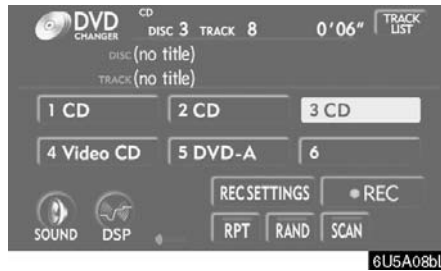 DVD CHANGER CD DISC 3 TRACK 8 0'06" TRACK LIST
DISC (no title)
TRACK (no title)
1 CD 2 CD 3 CD
4 Video CD 5 DVD-A 6
REC SETTINGS REC
SOUND DSP RPT RAND SCAN
6U5A08bl